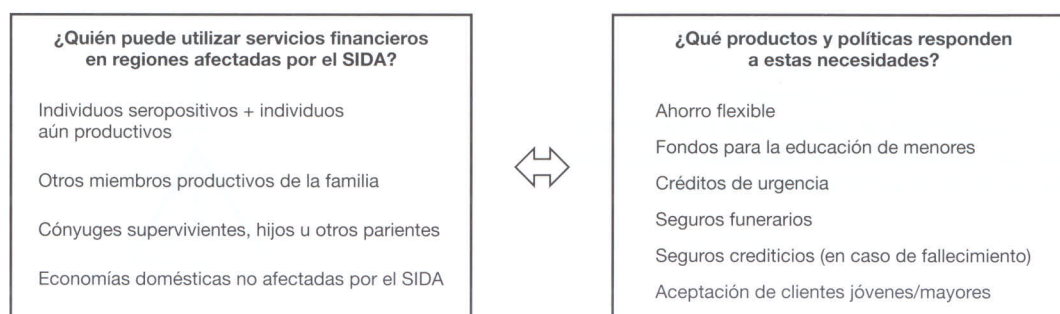 ¿Quién puede utilizar servicios financieros
en regiones afectadas por el SIDA?
Individuos seropositivos + individuos
aún productivos
Otros miembros productivos de la familia
Cónyuges supervivientes, hijos u otros parientes
Economías domésticas no afectadas por el SIDA
¿Qué productos y políticas responden
a estas necesidades?
Ahorro flexible
Fondos para la educación de menores
Créditos de urgencia
Seguros funerarios
Seguros crediticios (en caso de fallecimiento)
Aceptación de clientes jóvenes/mayores